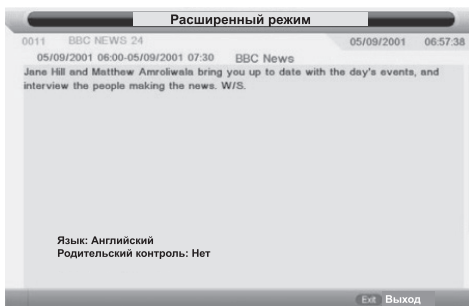 Расширенный режим
0011 BBC NEWS 24 05/09/2001 06:57:38
05/09/2001 06:00-05/09/2001 07:30 BBC News
Jane Hill and Matthew Amroliwala bring you up to date with the day's events, and
interview the people making the news. W/S.
Язык: Английский
Родительский контроль: Нет
Exit Выход